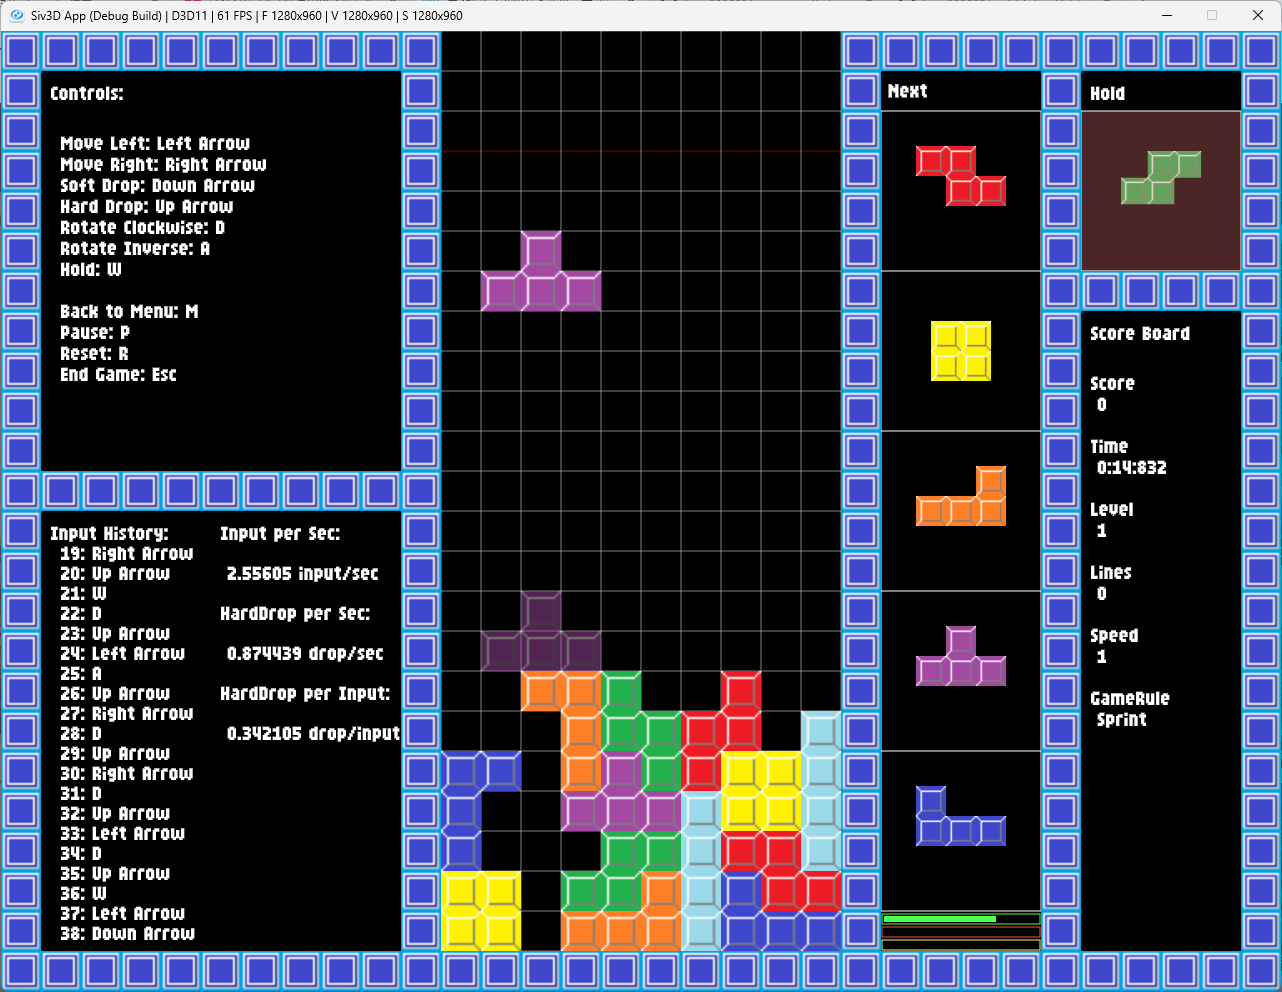 Siv3D App (Debug Build) | D3D11 | 61 FPS | F 1280x960 | V 1280x960 | S 1280x960
Controls:
Move Left: Left Arrow
Move Right: Right Arrow
Soft Drop: Down Arrow
Hard Drop: Up Arrow
Rotate Clockwise: D
Rotate Inverse: A
Hold: W
Back to Menu: M
Pause: P
Reset: R
End Game: Esc
Input History:
19: Right Arrow
20: Up Arrow
21: W
22: D
23: Up Arrow
24: Left Arrow
25: A
26: Up Arrow
27: Right Arrow
28: D
29: Up Arrow
30: Right Arrow
31: D
32: Up Arrow
33: Left Arrow
34: D
35: Up Arrow
36: W
37: Left Arrow
38: Down Arrow
Input per Sec:
2.55605 input/sec
HardDrop per Sec:
0.874439 drop/sec
HardDrop per Input:
0.342105 drop/input
Next
Hold
Score Board
Score
0
Time
0:14:832
Level
1
Lines
0
Speed
1
GameRule
Sprint